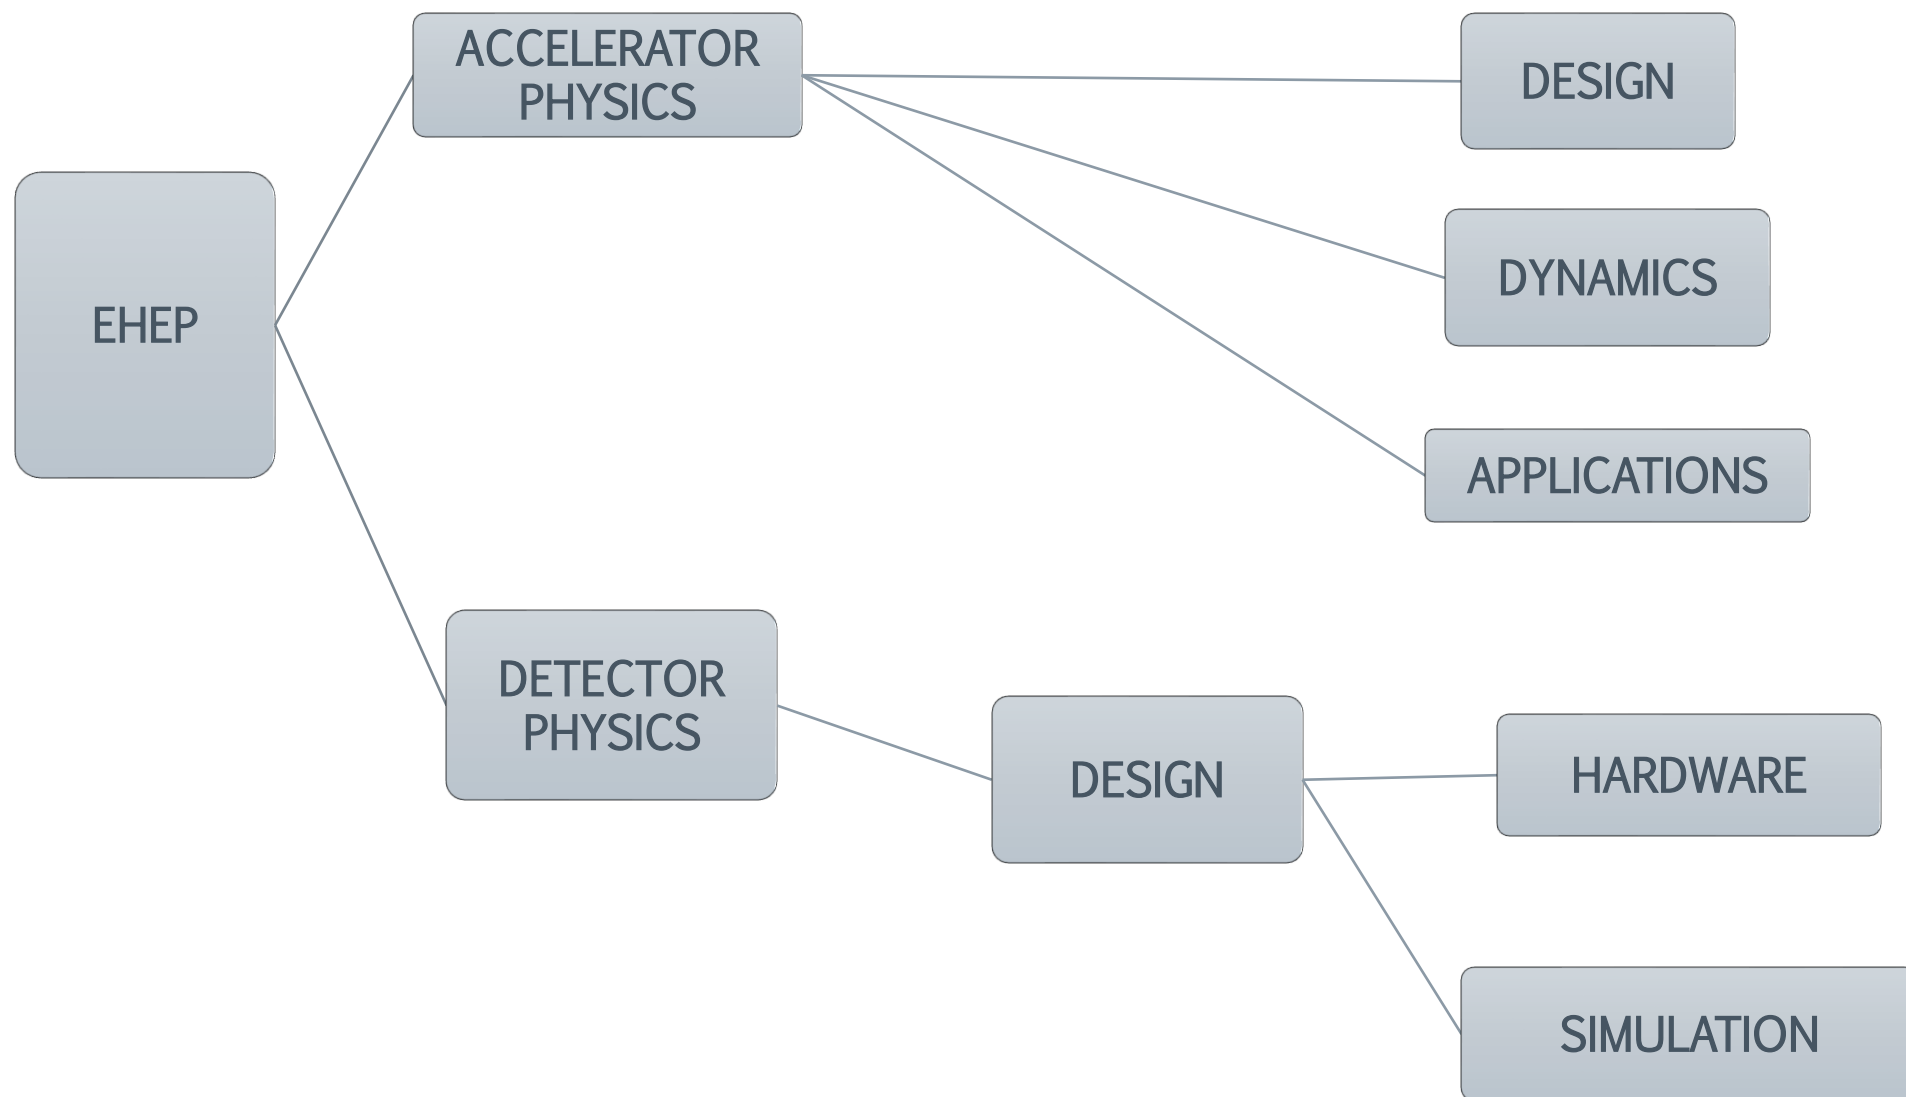 EHEP
ACCELERATOR
PHYSICS
DESIGN
DYNAMICS
APPLICATIONS
DETECTOR
PHYSICS
DESIGN
HARDWARE
SIMULATION